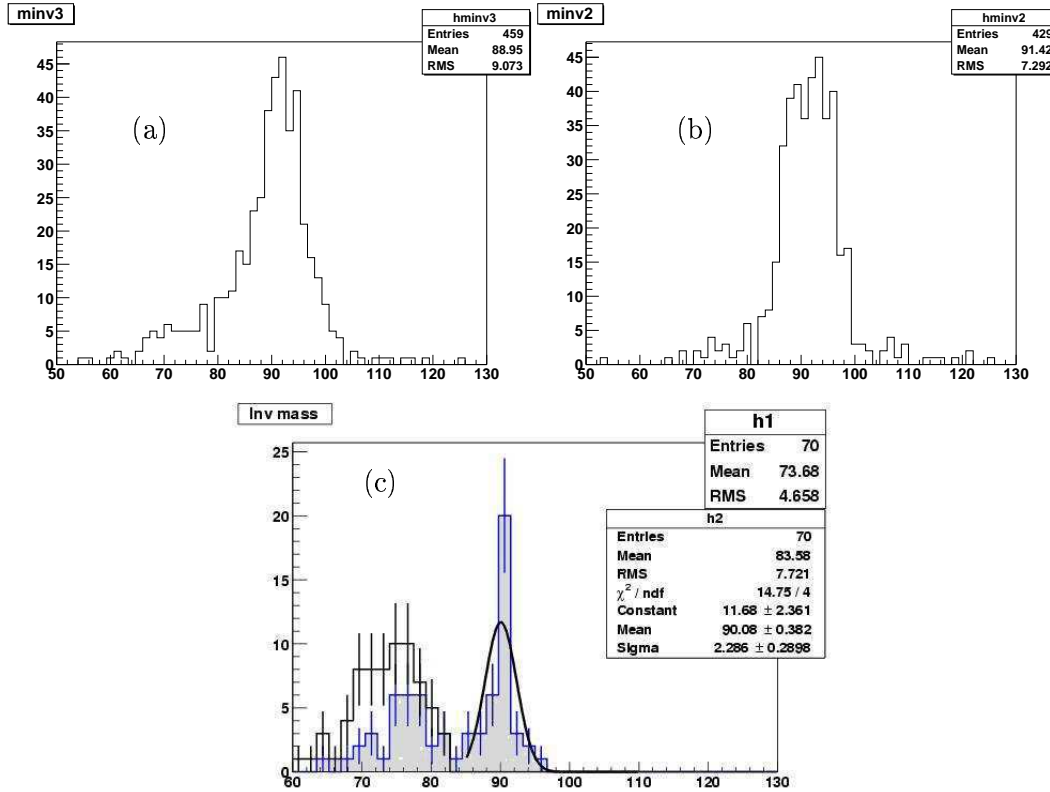 minv3
hminv3
Entries 459
Mean 88.95
RMS 9.073
(a)
45
40
35
30
25
20
15
10
5
0
50 60 70 80 90 100 110 120 130
minv2
hminv2
Entries 429
Mean 91.42
RMS 7.292
(b)
45
40
35
30
25
20
15
10
5
0
50 60 70 80 90 100 110 120 130
Inv mass
h1
Entries 70
Mean 73.68
RMS 4.658
h2
Entries 70
Mean 83.58
RMS 7.721
χ² / ndf 14.75 / 4
Constant 11.68 ± 2.361
Mean 90.08 ± 0.382
Sigma 2.286 ± 0.2898
(c)
25
20
15
10
5
0
60 70 80 90 100 110 120 130